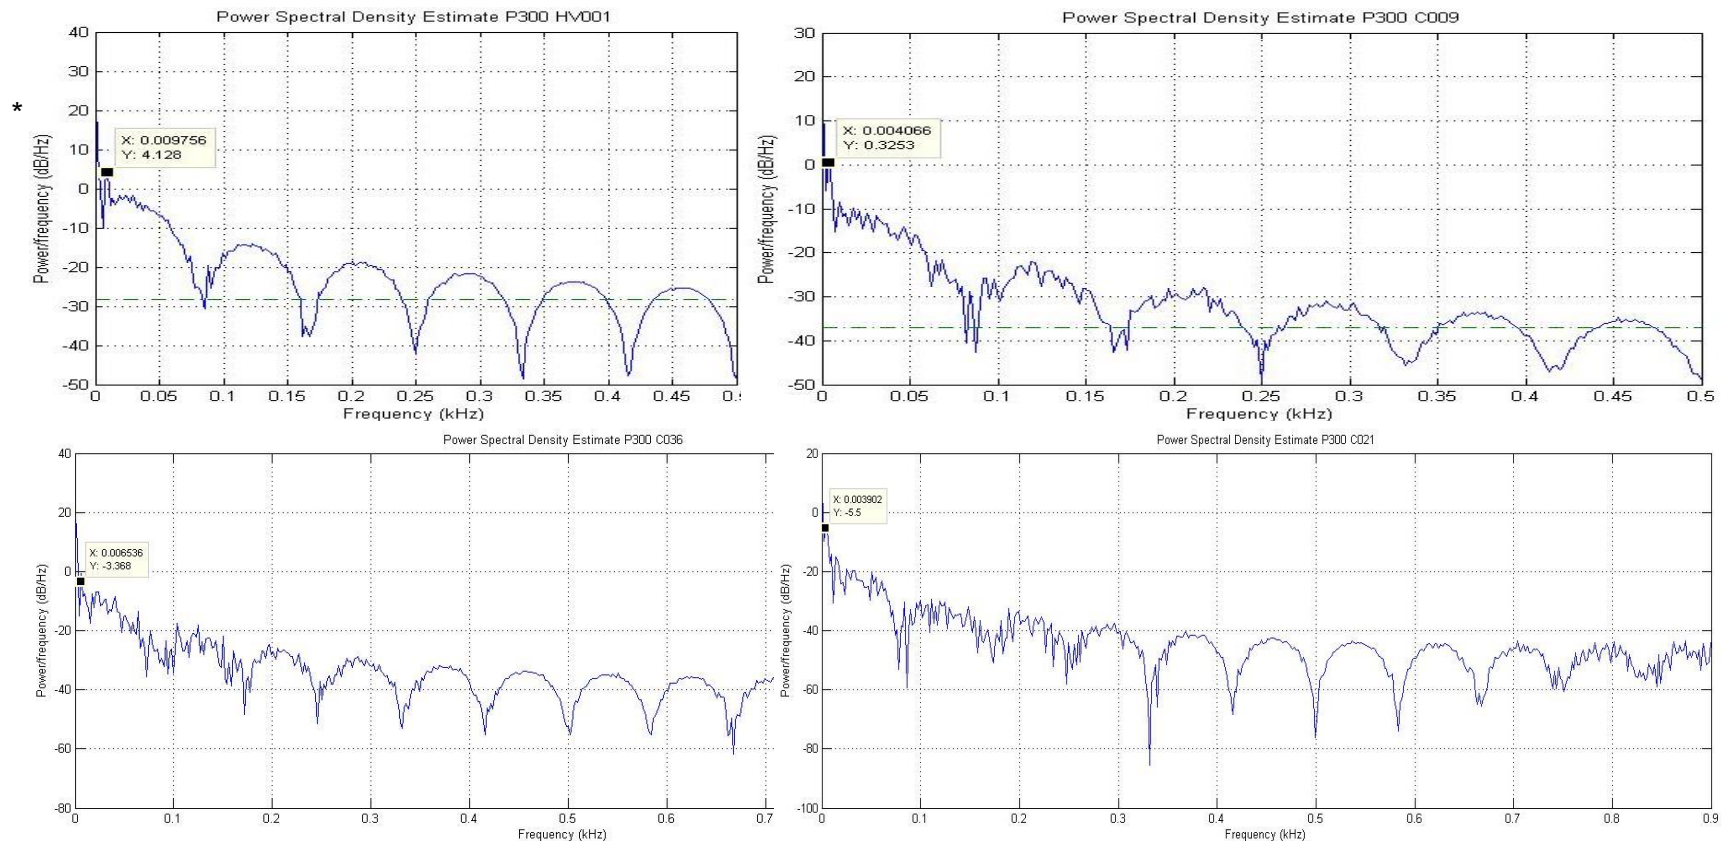 Power Spectral Density Estimate P300 HV001
*
Power/frequency (dB/Hz)
40
30
20
10
0
-10
-20
-30
-40
-50
X: 0.009756
Y: 4.128
0 0.05 0.1 0.15 0.2 0.25 0.3 0.35 0.4 0.45 0.5
Frequency (kHz)
Power Spectral Density Estimate P300 C009
Power/frequency (dB/Hz)
30
20
10
0
-10
-20
-30
-40
-50
X: 0.004066
Y: 0.3253
0 0.05 0.1 0.15 0.2 0.25 0.3 0.35 0.4 0.45 0.5
Frequency (kHz)
Power Spectral Density Estimate P300 C036
Power/frequency (dB/Hz)
40
20
0
-20
-40
-60
-80
X: 0.006536
Y: -3.368
0 0.1 0.2 0.3 0.4 0.5 0.6 0.7
Frequency (kHz)
Power Spectral Density Estimate P300 C021
Power/frequency (dB/Hz)
20
0
-20
-40
-60
-80
-100
X: 0.003902
Y: -5.5
0 0.1 0.2 0.3 0.4 0.5 0.6 0.7 0.8 0.9
Frequency (kHz)